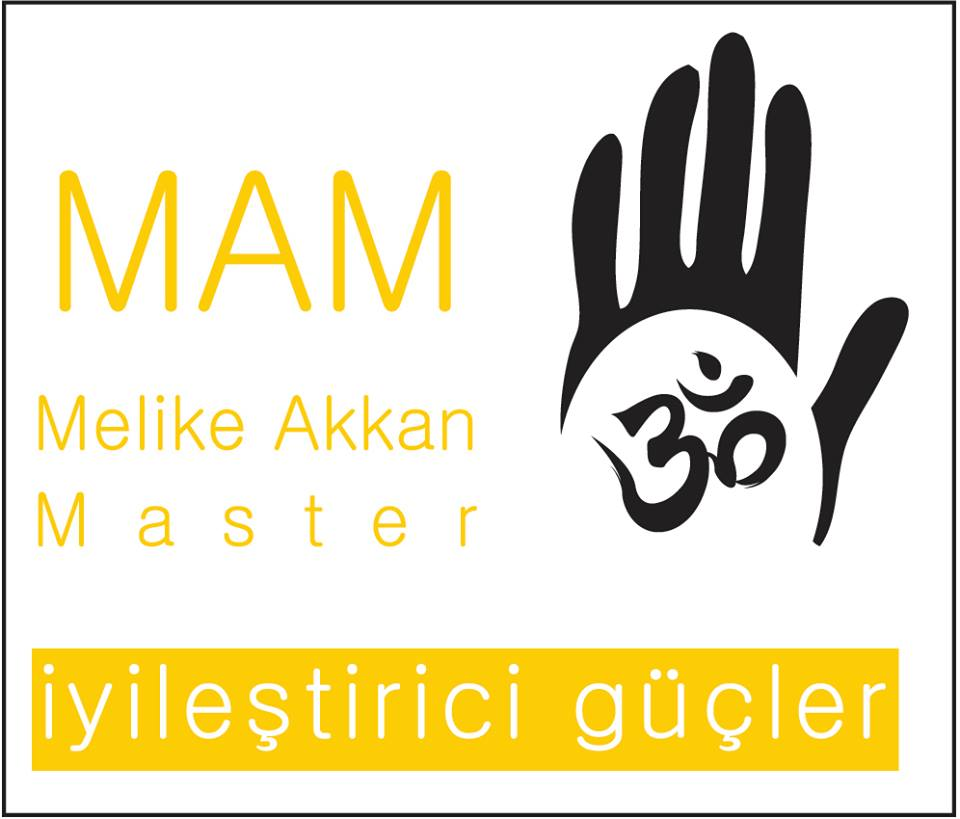 MAM
Melike Akkan
Master
ॐ
iyileştirici güçler